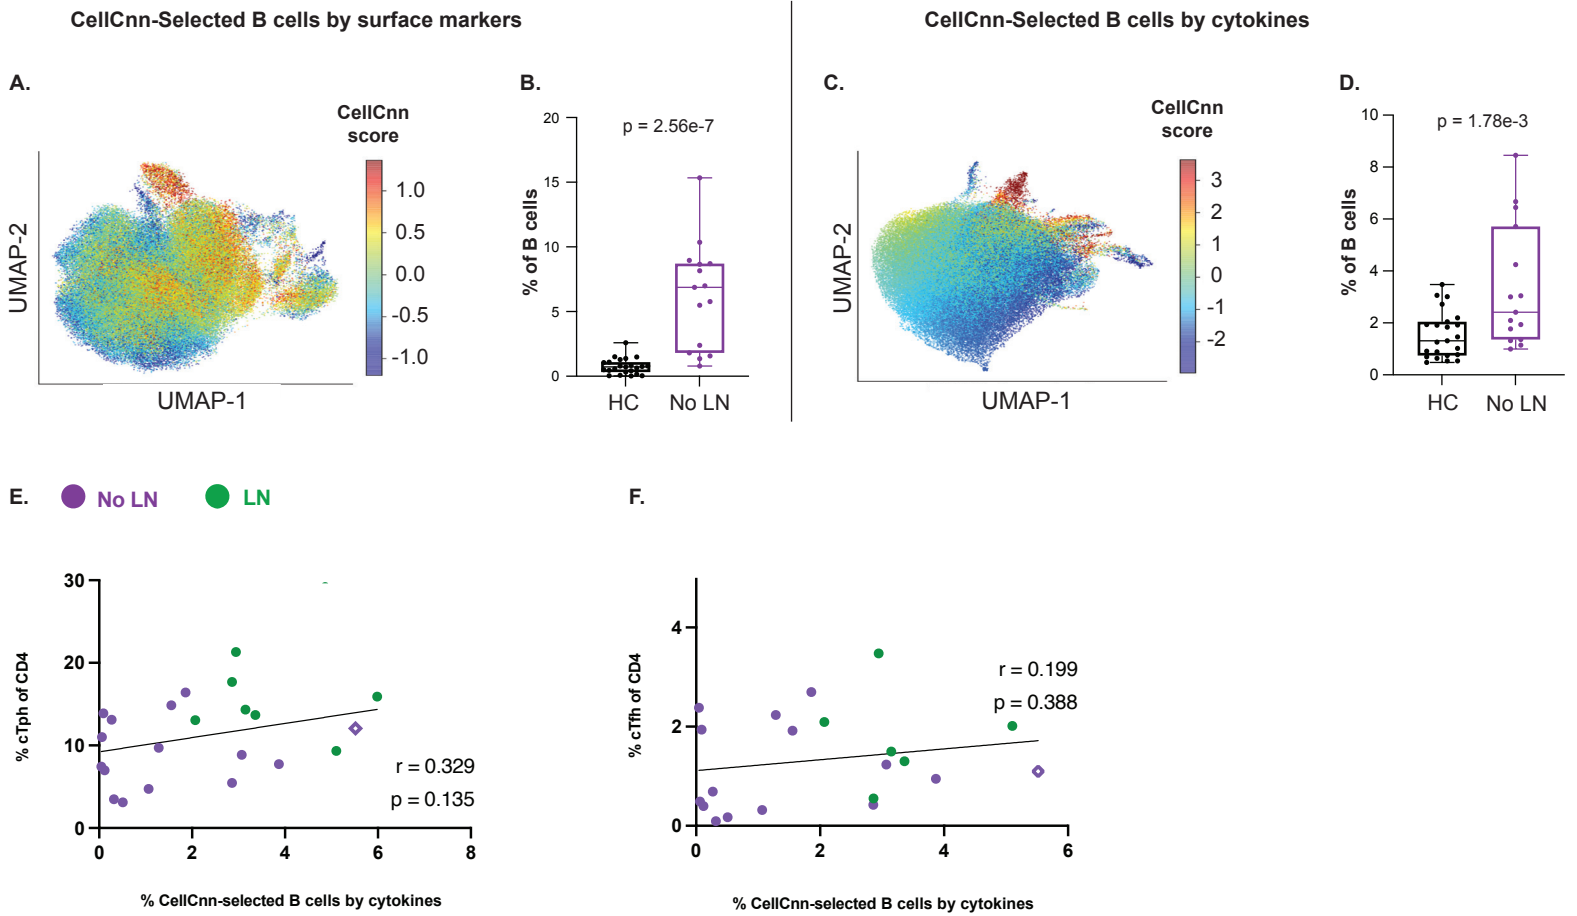 CellCnn-Selected B cells by surface markers
CellCnn-Selected B cells by cytokines
A.
CellCnn
score
1.0
0.5
0.0
-0.5
-1.0
UMAP-2
UMAP-1
B.
p = 2.56e-7
% of B cells
20
15
10
5
0
HC
No LN
C.
CellCnn
score
3
2
1
0
-1
-2
UMAP-2
UMAP-1
D.
p = 1.78e-3
% of B cells
10
8
6
4
2
0
HC
No LN
E.
No LN
LN
% cTph of CD4
30
20
10
0
r = 0.329
p = 0.135
0
2
4
6
8
% CellCnn-selected B cells by cytokines
F.
% cTfh of CD4
4
2
0
r = 0.199
p = 0.388
0
2
4
6
% CellCnn-selected B cells by cytokines